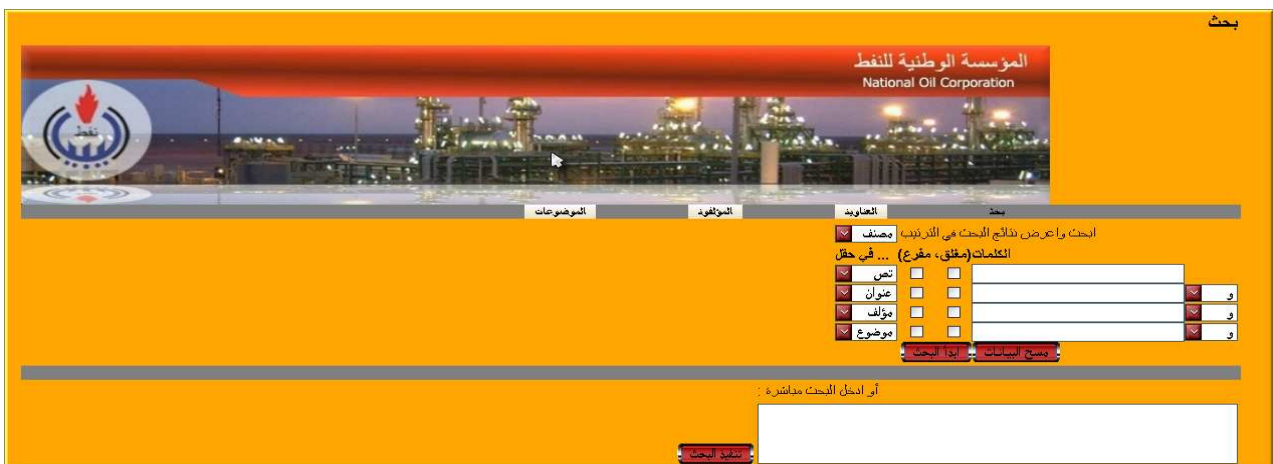 بحث
المؤسسة الوطنية للنفط
National Oil Corporation
نفط
بحث العناوين المؤلفون الموضوعات
ابحث واعرض نتائج البحث في الترتيب مصنف
الكلمات(مغلق، مفرع) ... في حقل
نص
و عنوان
و مؤلف
و موضوع
مسح البيانات ابدأ البحث
أو ادخل البحث مباشرة :
تنفيذ البحث